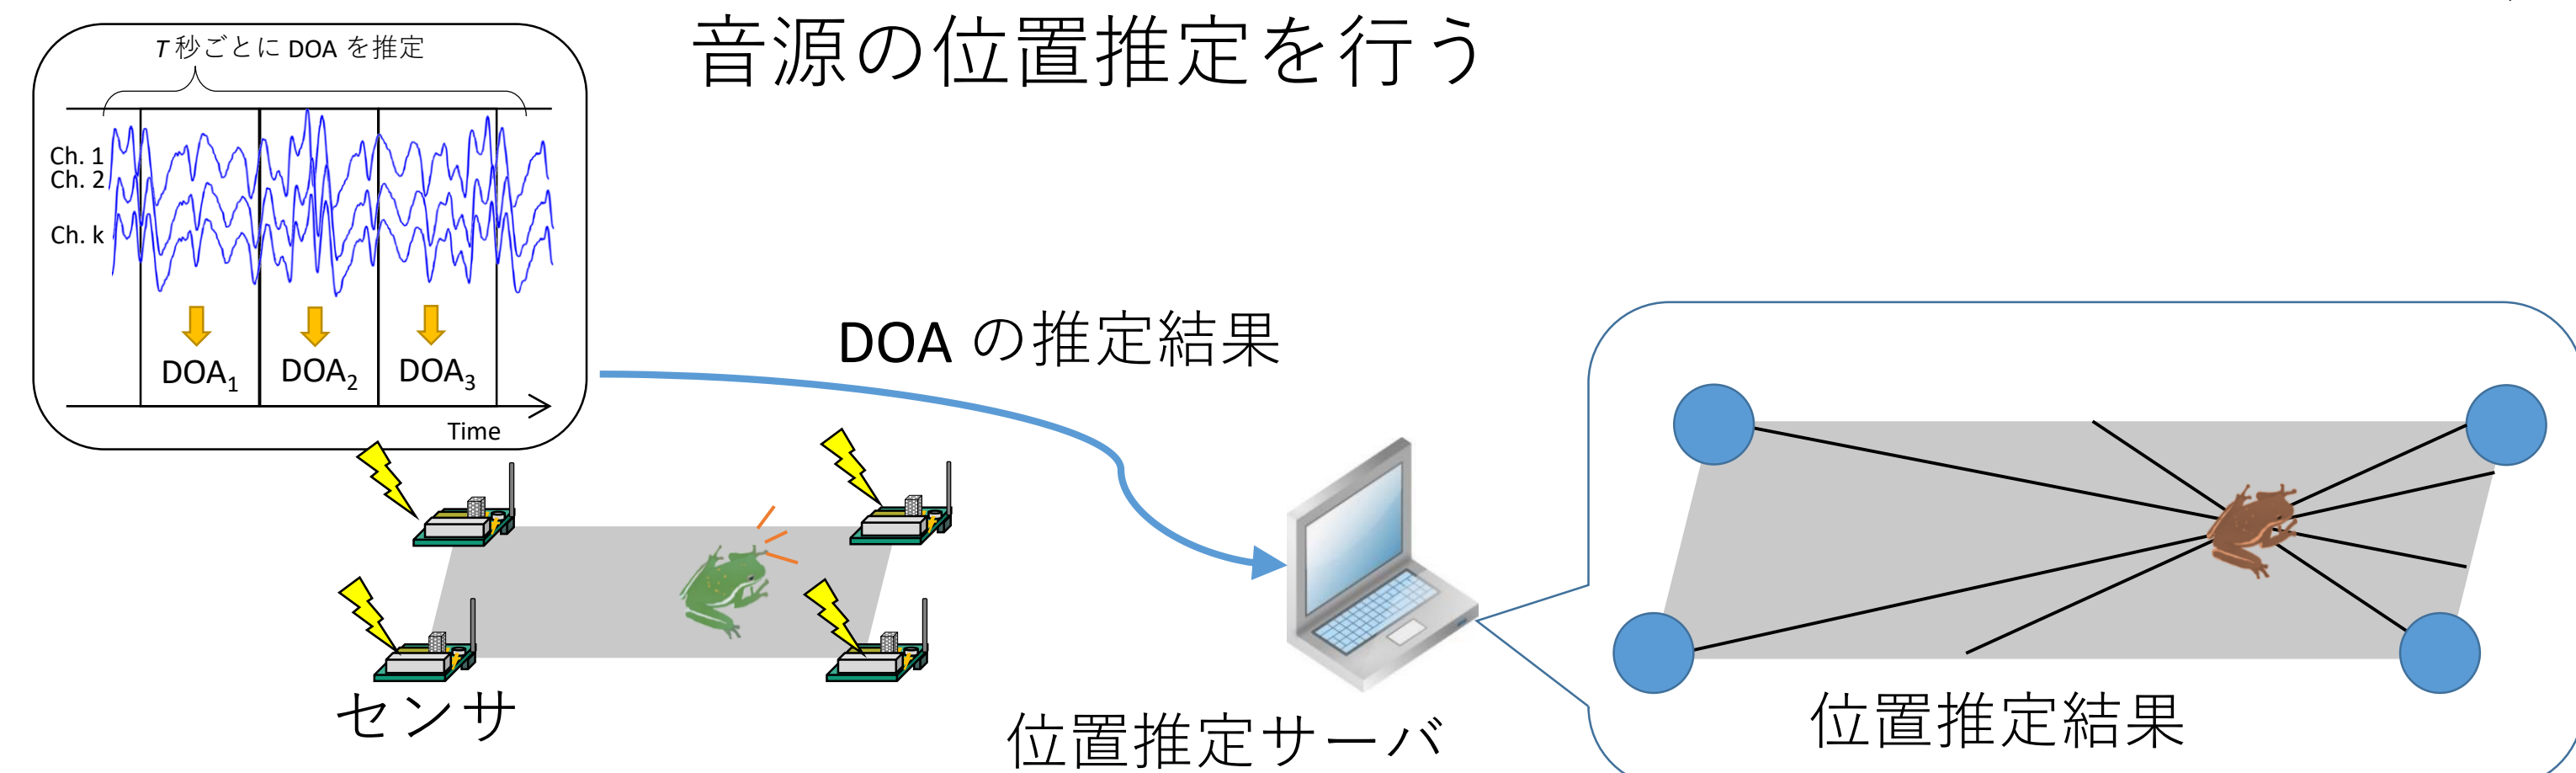 音源の位置推定を行う
T 秒ごとに DOA を推定
Ch. 1
Ch. 2
Ch. k
DOA₁ DOA₂ DOA₃
Time
DOA の推定結果
センサ
位置推定サーバ
位置推定結果